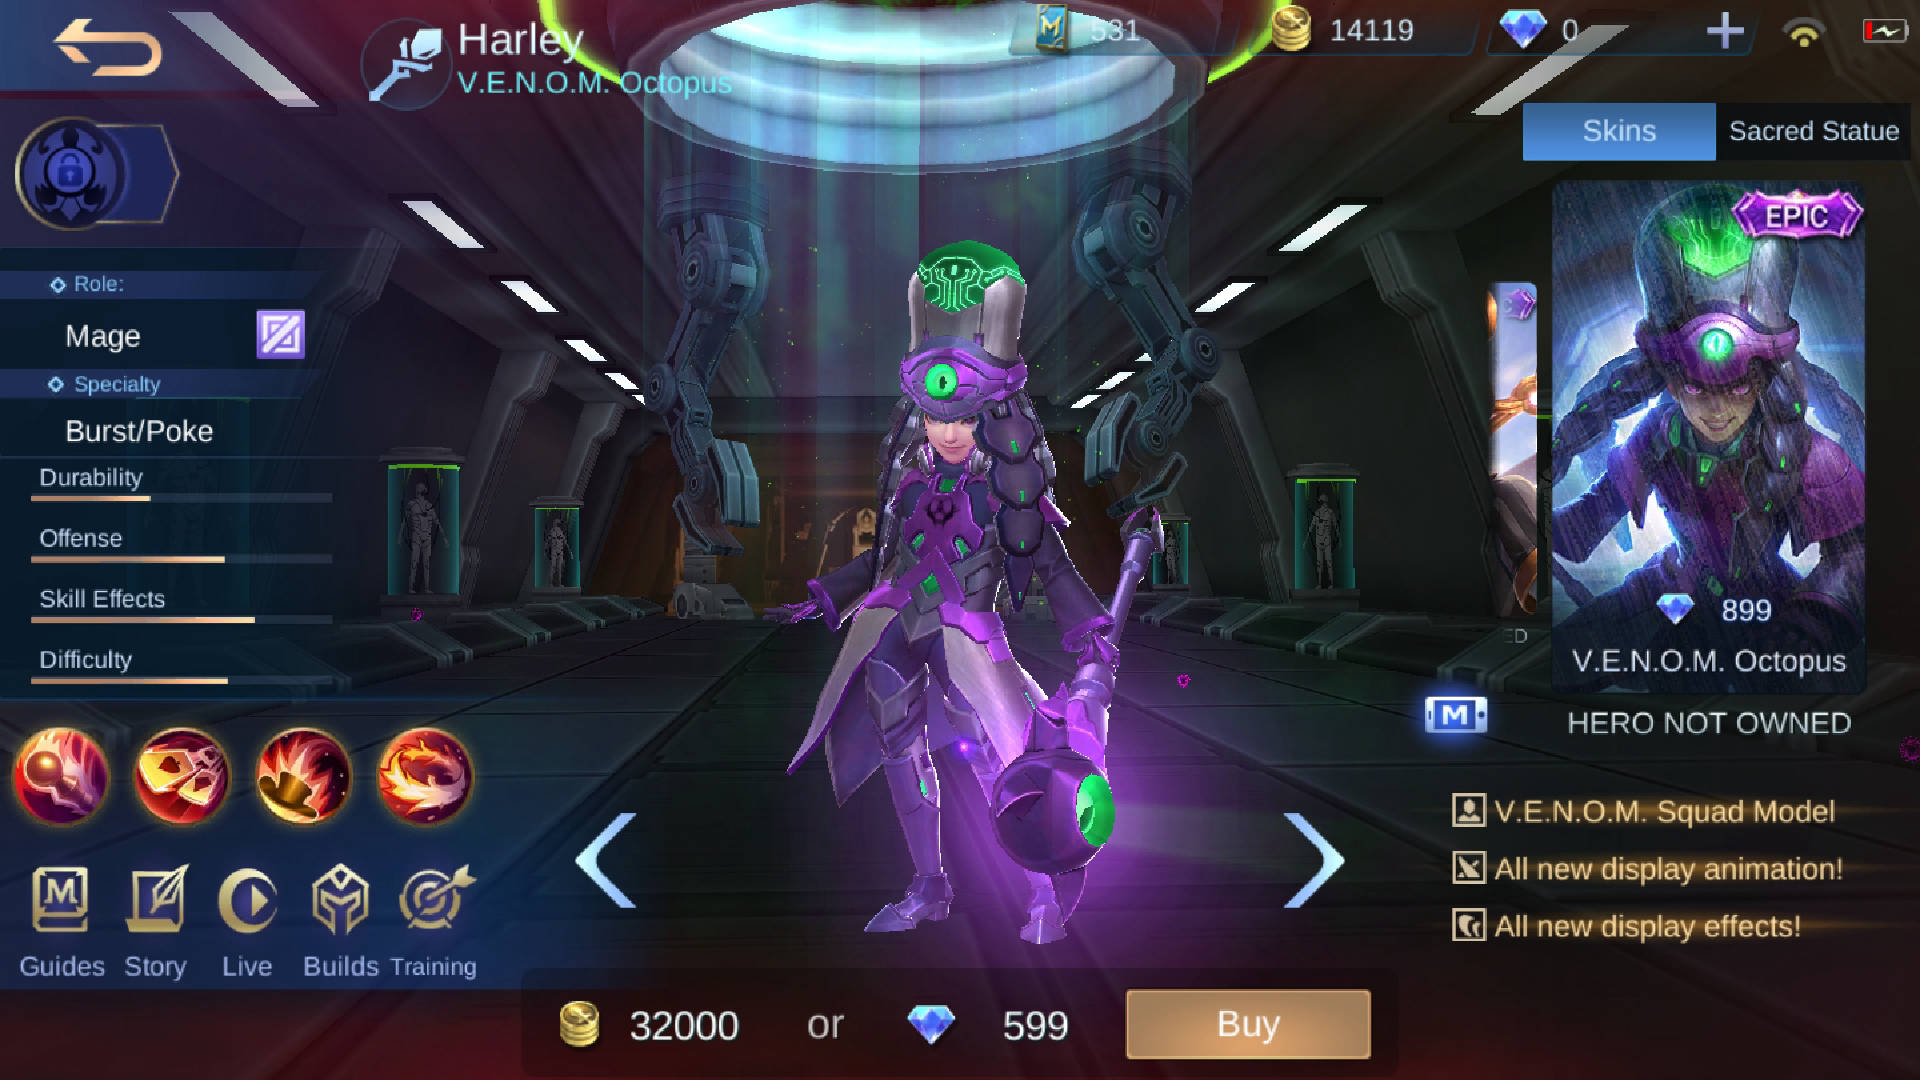 Harley
V.E.N.O.M. Octopus
531
14119
0
Skins
Sacred Statue
Role:
Mage
Specialty
Burst/Poke
Durability
Offense
Skill Effects
Difficulty
EPIC
899
V.E.N.O.M. Octopus
ED
M
HERO NOT OWNED
V.E.N.O.M. Squad Model
All new display animation!
All new display effects!
Guides
Story
Live
Builds
Training
32000 or 599
Buy